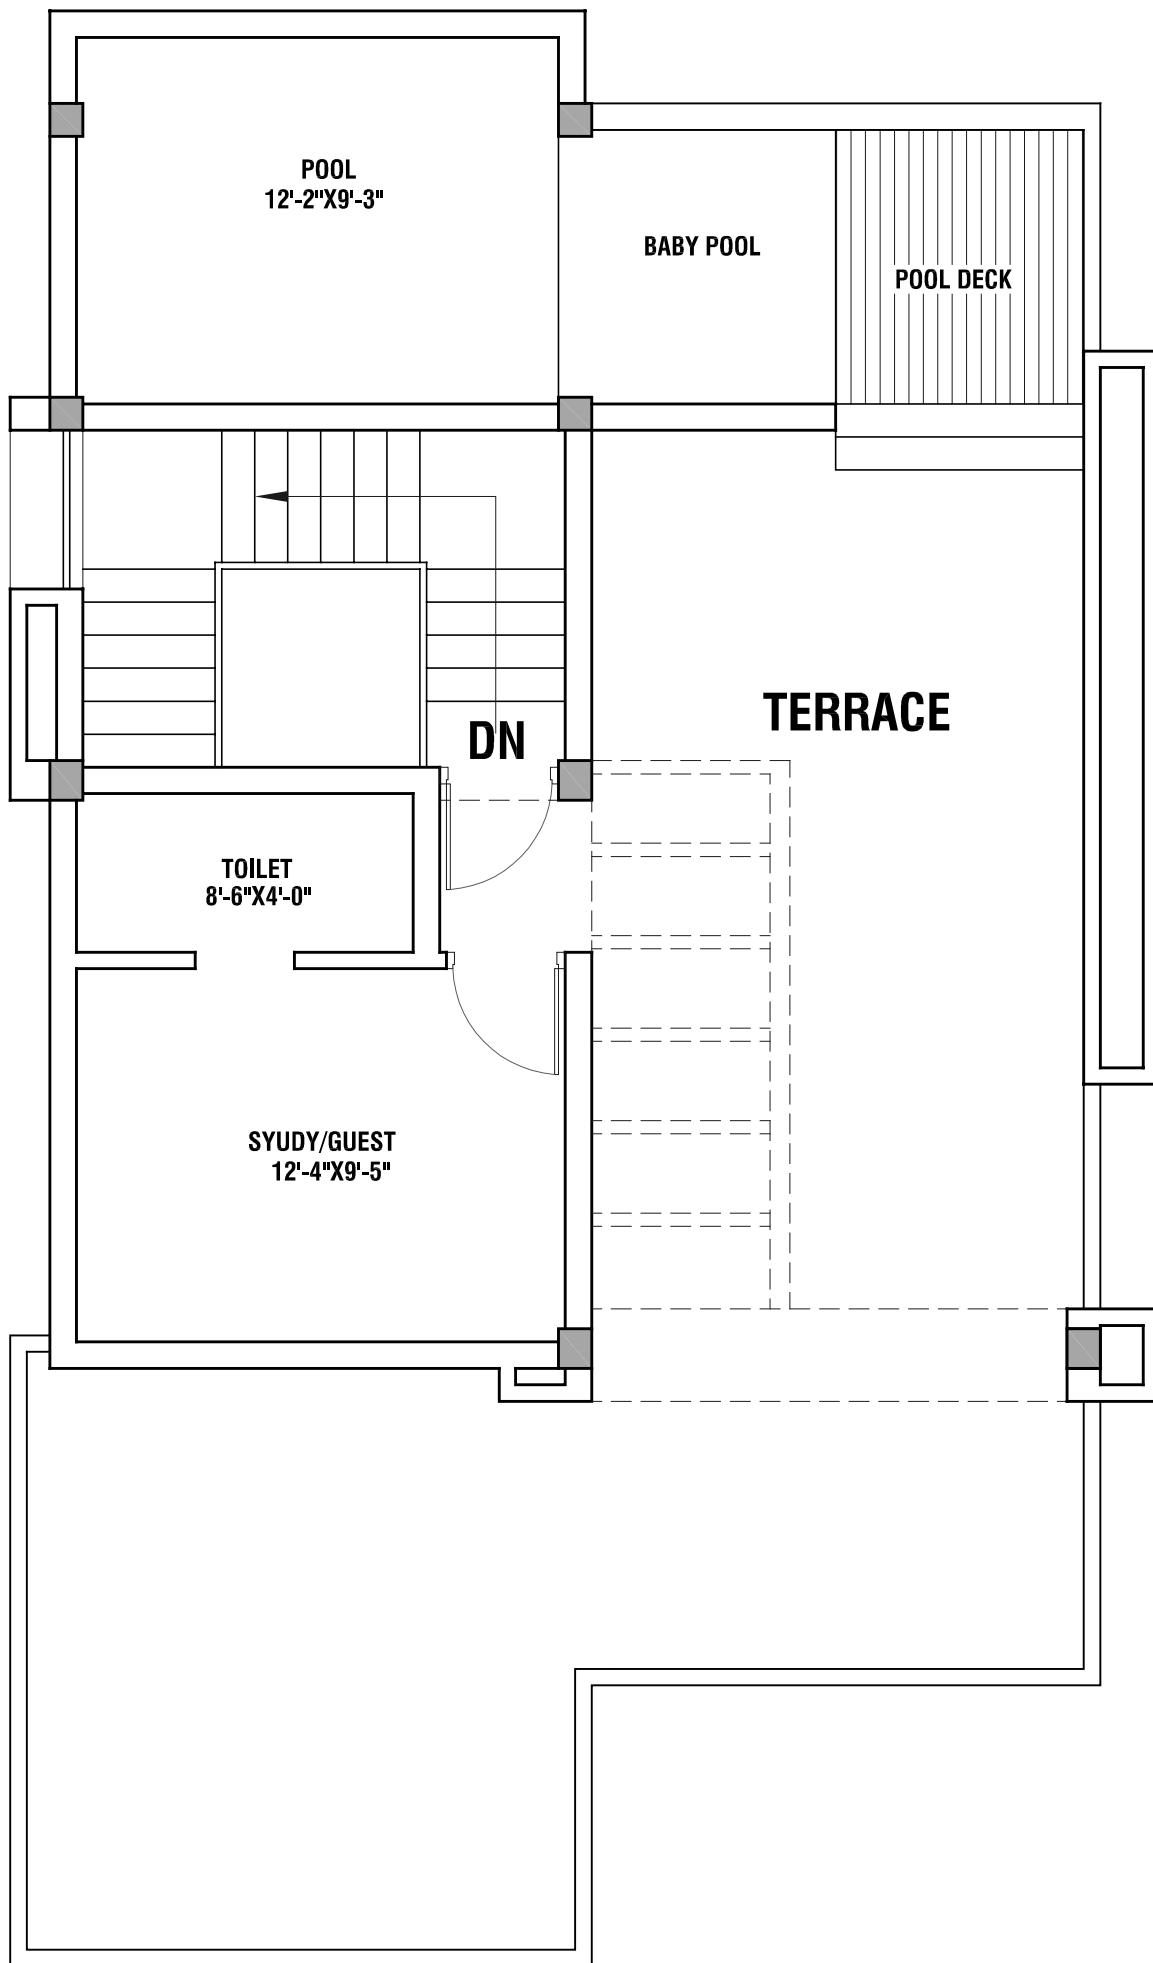 POOL
12'-2"X9'-3"
BABY POOL
POOL DECK
TERRACE
DN
TOILET
8'-6"X4'-0"
SYUDY/GUEST
12'-4"X9'-5"